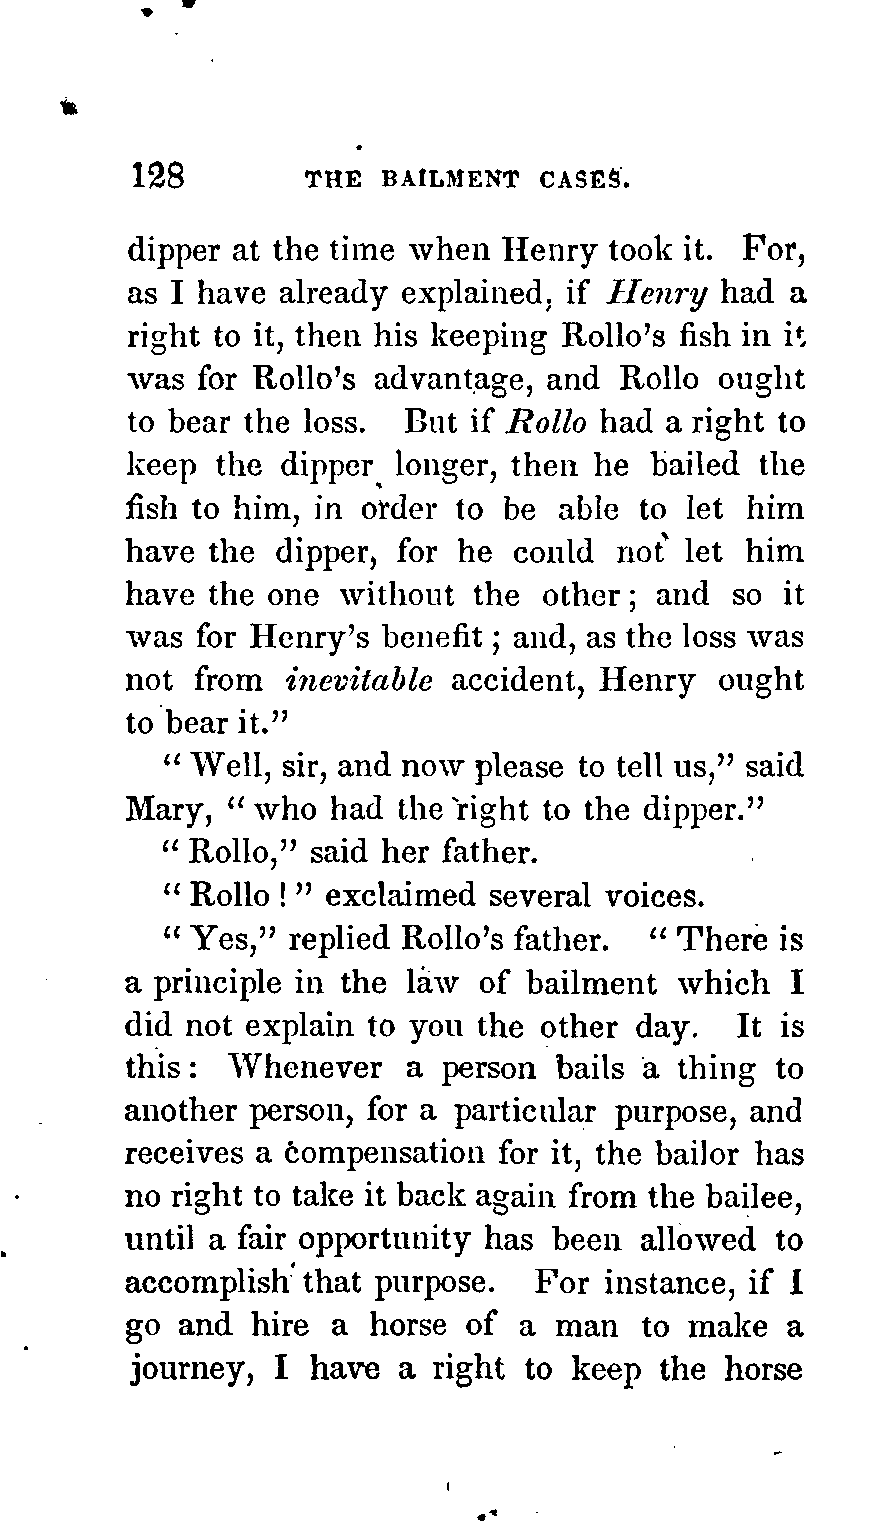 128 THE BAILMENT CASES.
dipper at the time when Henry took it. For,
as I have already explained, if Henry had a
right to it, then his keeping Rollo's fish in it
was for Rollo's advantage, and Rollo ought
to bear the loss. But if Rollo had a right to
keep the dipper longer, then he bailed the
fish to him, in order to be able to let him
have the dipper, for he could not let him
have the one without the other; and so it
was for Henry's benefit; and, as the loss was
not from inevitable accident, Henry ought
to bear it."
"Well, sir, and now please to tell us," said
Mary, "who had the right to the dipper."
"Rollo," said her father.
"Rollo!" exclaimed several voices.
"Yes," replied Rollo's father. "There is
a principle in the law of bailment which I
did not explain to you the other day. It is
this: Whenever a person bails a thing to
another person, for a particular purpose, and
receives a compensation for it, the bailor has
no right to take it back again from the bailee,
until a fair opportunity has been allowed to
accomplish that purpose. For instance, if I
go and hire a horse of a man to make a
journey, I have a right to keep the horse